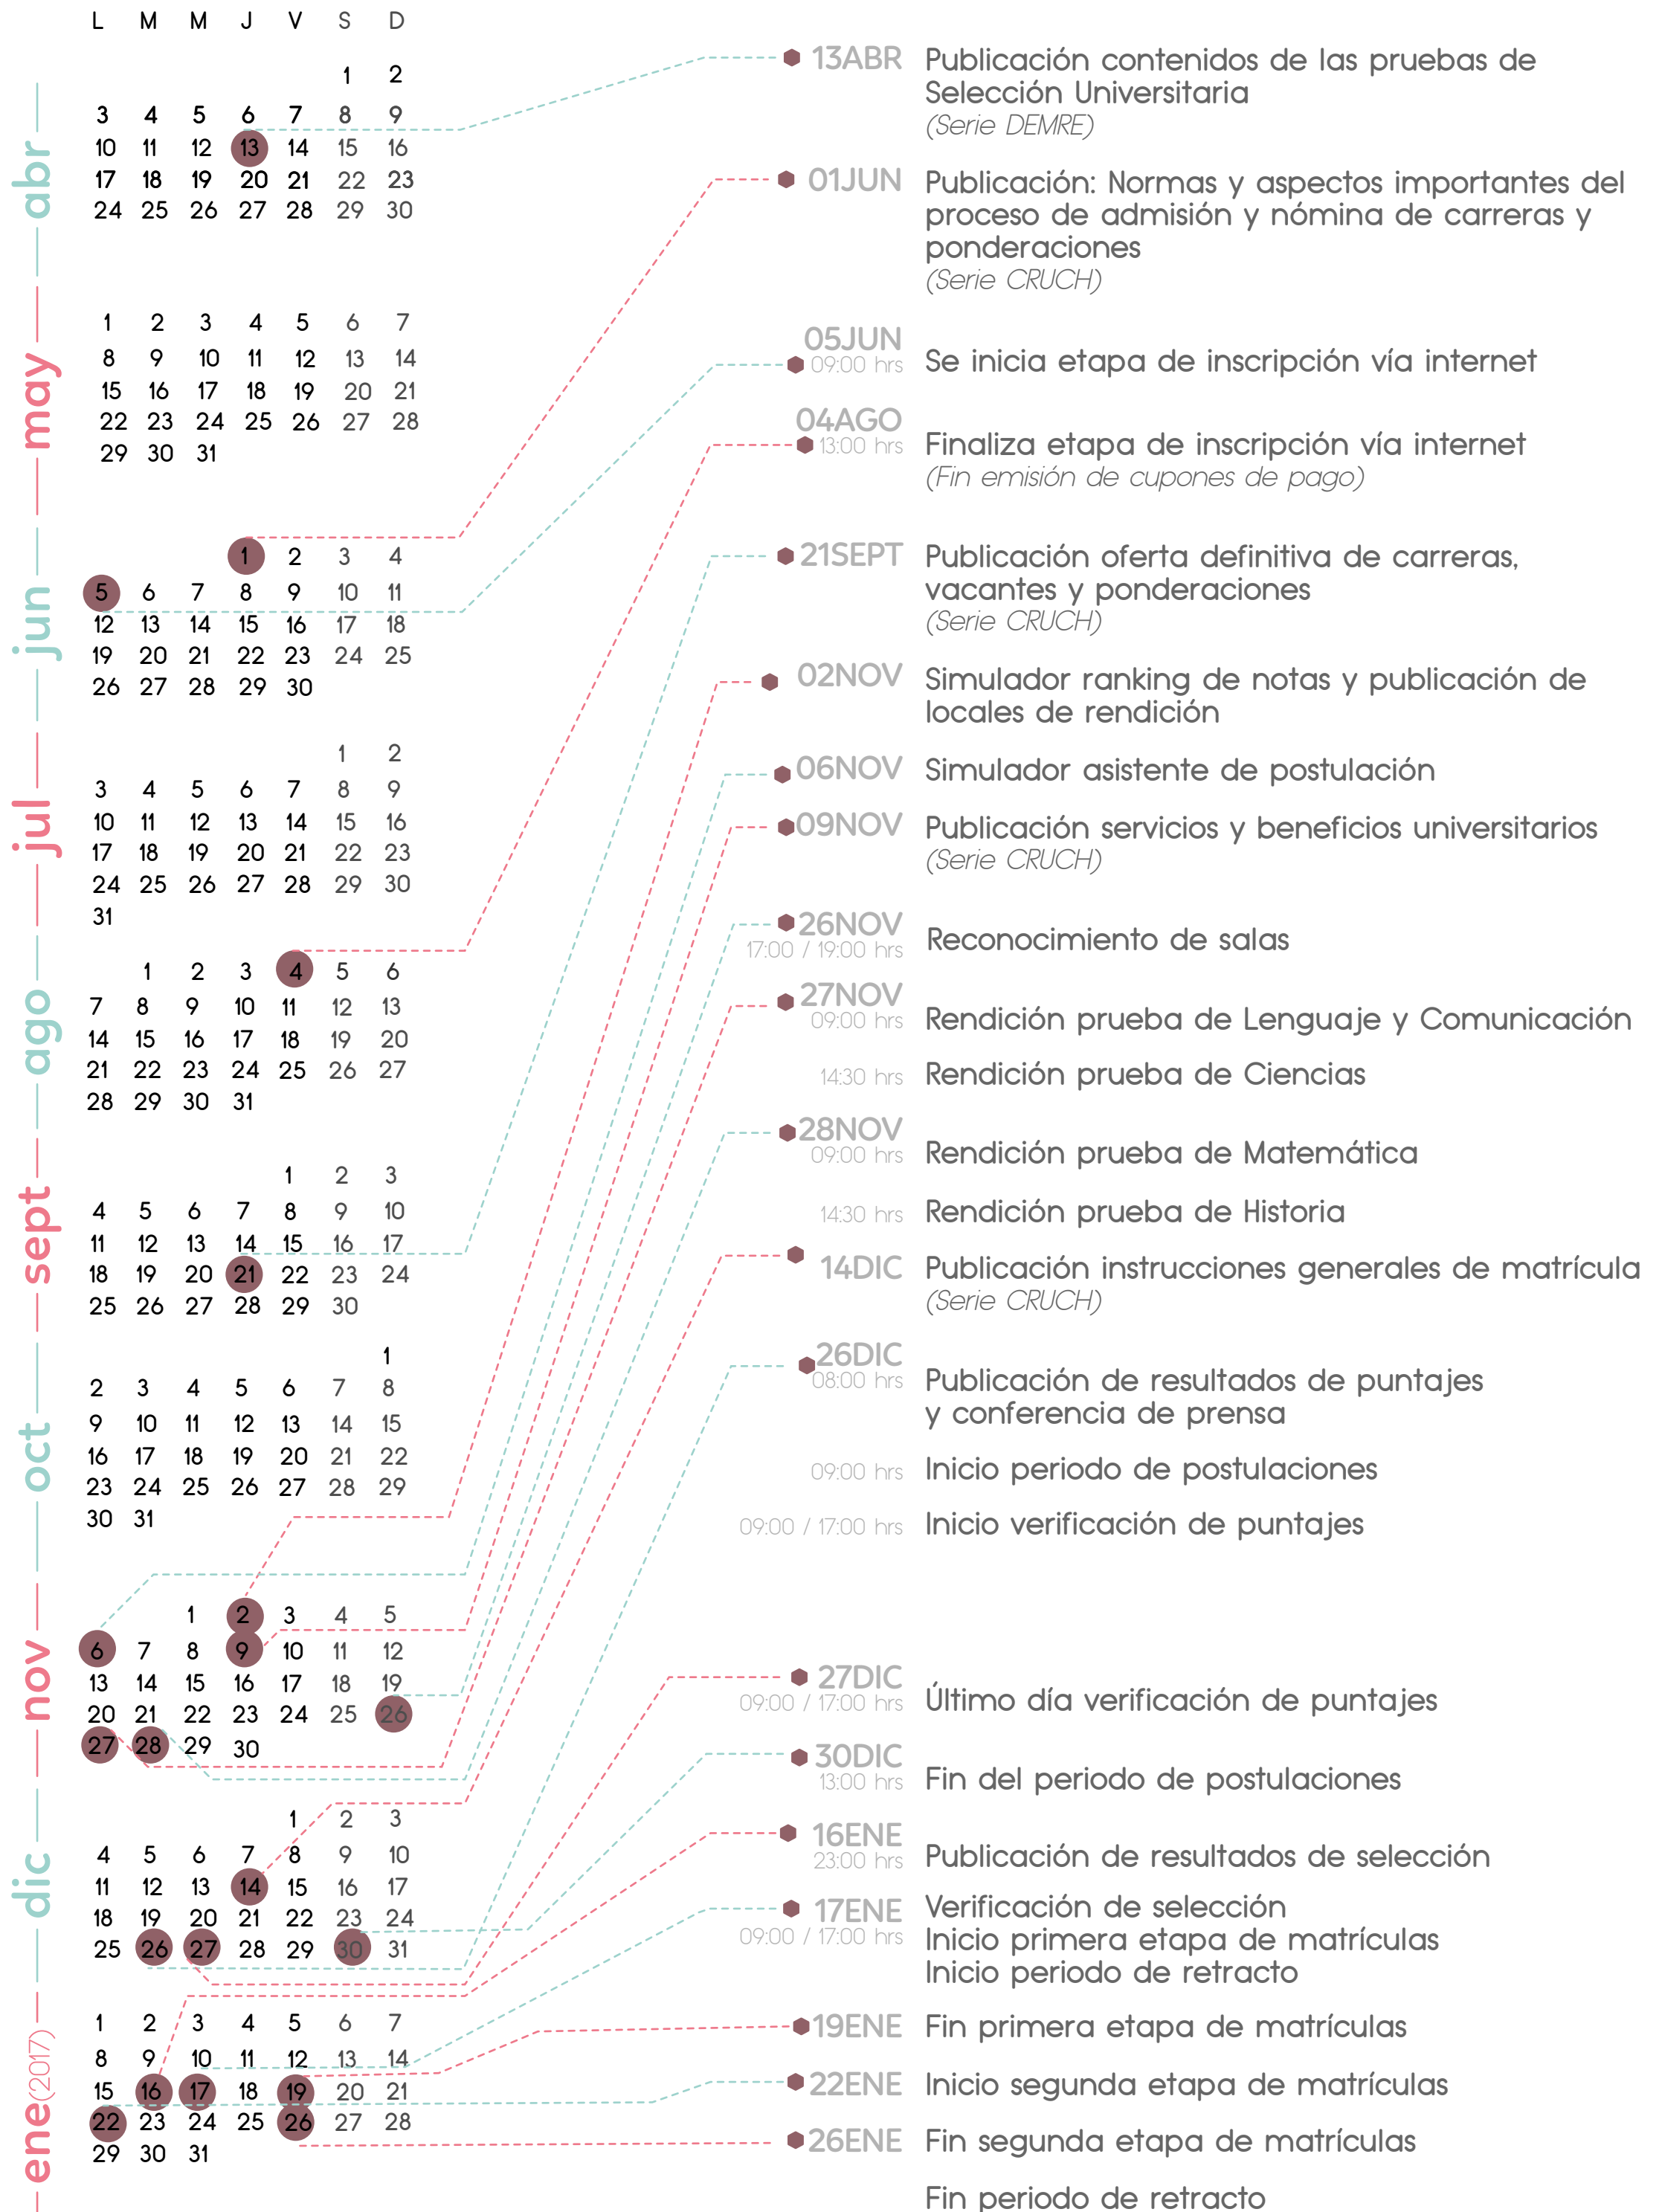 L M M J V S D
abr
1 2
3 4 5 6 7 8 9
10 11 12 13 14 15 16
17 18 19 20 21 22 23
24 25 26 27 28 29 30
may
1 2 3 4 5 6 7
8 9 10 11 12 13 14
15 16 17 18 19 20 21
22 23 24 25 26 27 28
29 30 31
jun
1 2 3 4
5 6 7 8 9 10 11
12 13 14 15 16 17 18
19 20 21 22 23 24 25
26 27 28 29 30
jul
1 2
3 4 5 6 7 8 9
10 11 12 13 14 15 16
17 18 19 20 21 22 23
24 25 26 27 28 29 30
31
ago
1 2 3 4 5 6
7 8 9 10 11 12 13
14 15 16 17 18 19 20
21 22 23 24 25 26 27
28 29 30 31
sept
1 2 3
4 5 6 7 8 9 10
11 12 13 14 15 16 17
18 19 20 21 22 23 24
25 26 27 28 29 30
oct
1
2 3 4 5 6 7 8
9 10 11 12 13 14 15
16 17 18 19 20 21 22
23 24 25 26 27 28 29
30 31
nov
1 2 3 4 5
6 7 8 9 10 11 12
13 14 15 16 17 18 19
20 21 22 23 24 25 26
27 28 29 30
dic
1 2 3
4 5 6 7 8 9 10
11 12 13 14 15 16 17
18 19 20 21 22 23 24
25 26 27 28 29 30 31
ene(2017)
1 2 3 4 5 6 7
8 9 10 11 12 13 14
15 16 17 18 19 20 21
22 23 24 25 26 27 28
29 30 31
13ABR Publicación contenidos de las pruebas de
Selección Universitaria
(Serie DEMRE)
01JUN Publicación: Normas y aspectos importantes del
proceso de admisión y nómina de carreras y
ponderaciones
(Serie CRUCH)
05JUN
09:00 hrs Se inicia etapa de inscripción vía internet
04AGO
13:00 hrs Finaliza etapa de inscripción vía internet
(Fin emisión de cupones de pago)
21SEPT Publicación oferta definitiva de carreras,
vacantes y ponderaciones
(Serie CRUCH)
02NOV Simulador ranking de notas y publicación de
locales de rendición
06NOV Simulador asistente de postulación
09NOV Publicación servicios y beneficios universitarios
(Serie CRUCH)
26NOV
17:00 / 19:00 hrs Reconocimiento de salas
27NOV
09:00 hrs Rendición prueba de Lenguaje y Comunicación
14:30 hrs Rendición prueba de Ciencias
28NOV
09:00 hrs Rendición prueba de Matemática
14:30 hrs Rendición prueba de Historia
14DIC Publicación instrucciones generales de matrícula
(Serie CRUCH)
26DIC
08:00 hrs Publicación de resultados de puntajes
y conferencia de prensa
09:00 hrs Inicio periodo de postulaciones
09:00 / 17:00 hrs Inicio verificación de puntajes
27DIC
09:00 / 17:00 hrs Último día verificación de puntajes
30DIC
13:00 hrs Fin del periodo de postulaciones
16ENE
23:00 hrs Publicación de resultados de selección
17ENE Verificación de selección
09:00 / 17:00 hrs Inicio primera etapa de matrículas
Inicio periodo de retracto
19ENE Fin primera etapa de matrículas
22ENE Inicio segunda etapa de matrículas
26ENE Fin segunda etapa de matrículas
Fin periodo de retracto